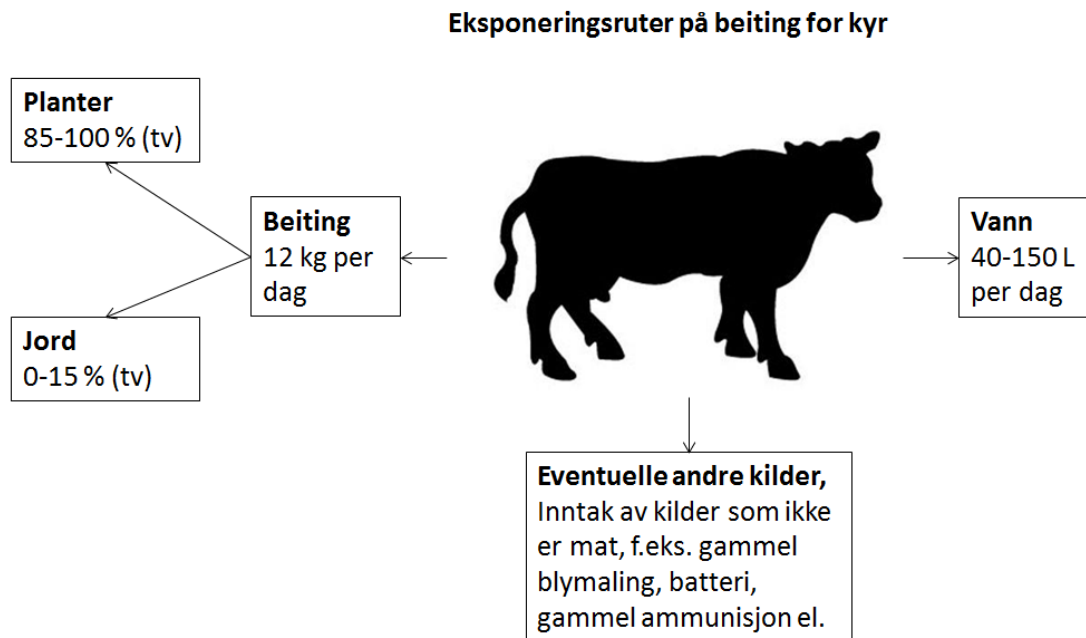 Eksponeringsruter på beiting for kyr
Planter
85-100 % (tv)
Beiting
12 kg per
dag
Jord
0-15 % (tv)
Vann
40-150 L
per dag
Eventuelle andre kilder,
Inntak av kilder som ikke
er mat, f.eks. gammel
blymaling, batteri,
gammel ammunisjon el.